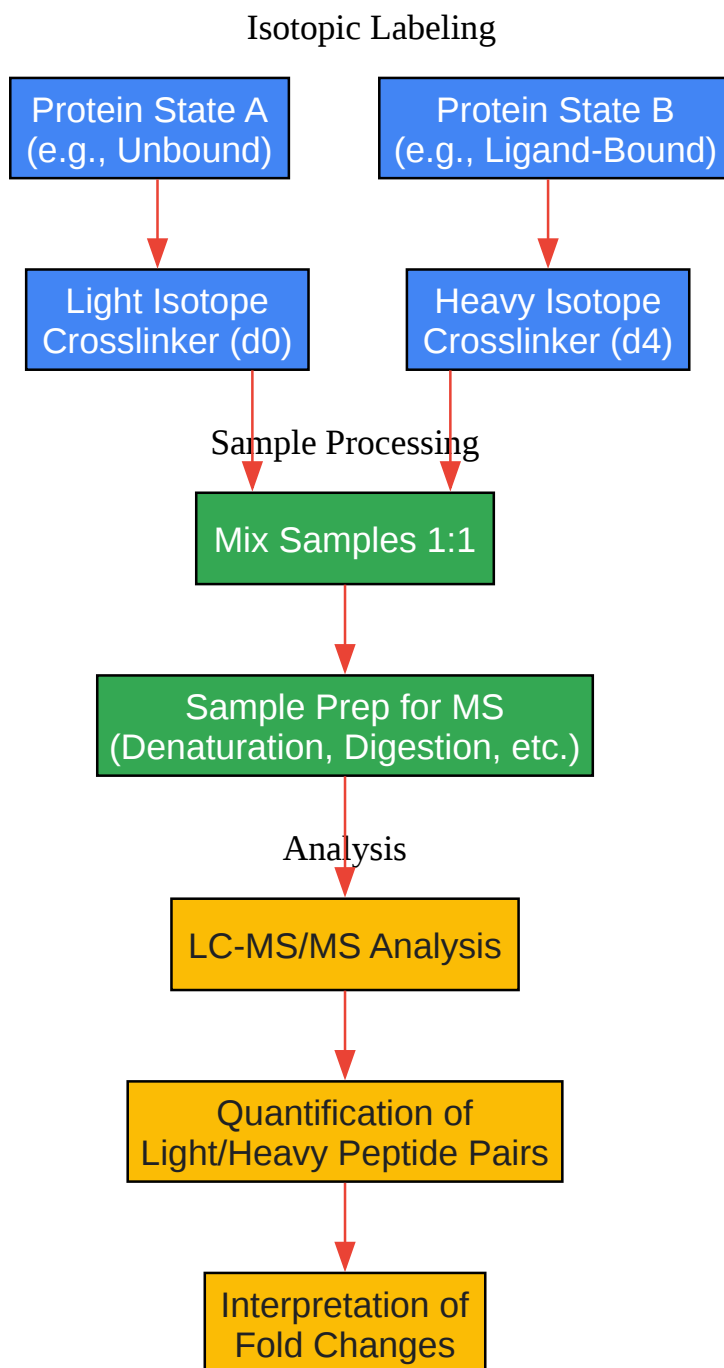 Isotopic Labeling
Protein State A
(e.g., Unbound)
Protein State B
(e.g., Ligand-Bound)
Light Isotope
Crosslinker (d0)
Heavy Isotope
Crosslinker (d4)
Sample Processing
Mix Samples 1:1
Sample Prep for MS
(Denaturation, Digestion, etc.)
Analysis
LC-MS/MS Analysis
Quantification of
Light/Heavy Peptide Pairs
Interpretation of
Fold Changes